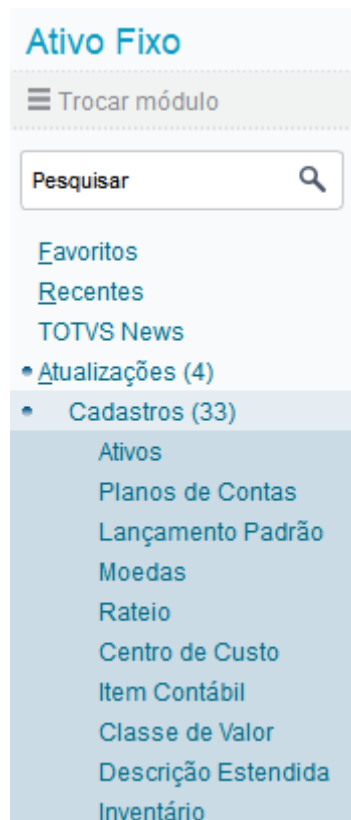 Ativo Fixo
Trocar módulo
Pesquisar
Favoritos
Recentes
TOTVS News
Atualizações (4)
Cadastros (33)
Ativos
Planos de Contas
Lançamento Padrão
Moedas
Rateio
Centro de Custo
Item Contábil
Classe de Valor
Descrição Estendida
Inventário